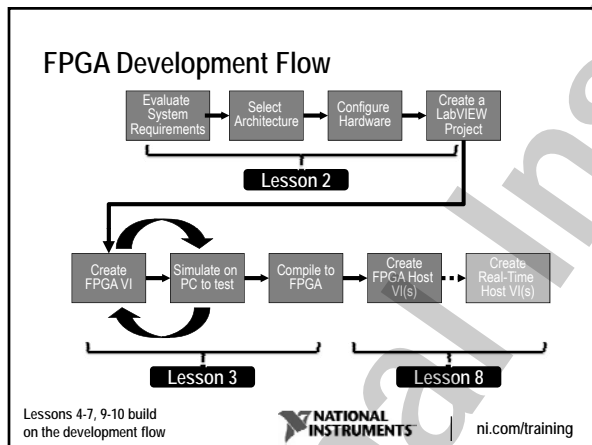 FPGA Development Flow
Evaluate
System
Requirements
Select
Architecture
Configure
Hardware
Create a
LabVIEW
Project
Lesson 2
Create
FPGA VI
Simulate on
PC to test
Compile to
FPGA
Create
FPGA Host
VI(s)
Create
Real-Time
Host VI(s)
Lesson 3
Lesson 8
Lessons 4-7, 9-10 build
on the development flow
NATIONAL
INSTRUMENTS
ni.com/training